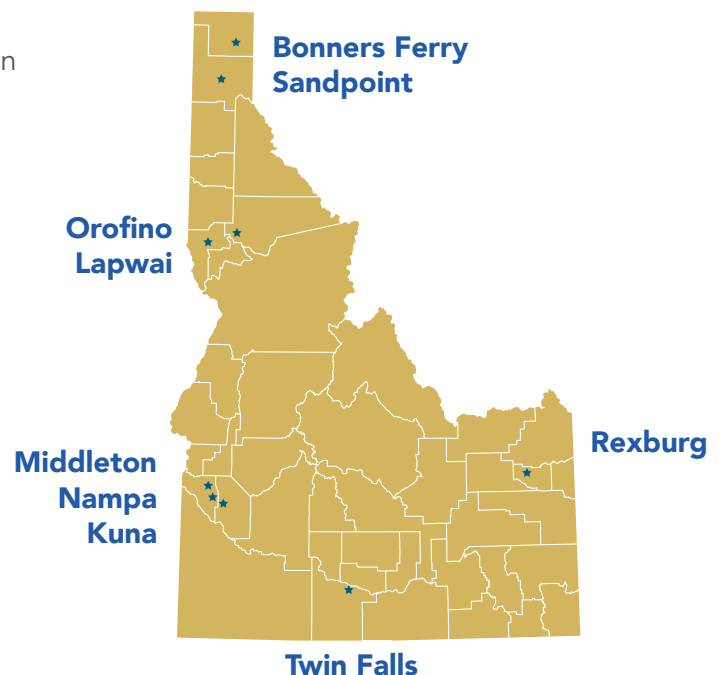 n
Bonners Ferry
Sandpoint
Orofino
Lapwai
Rexburg
Middleton
Nampa
Kuna
Twin Falls